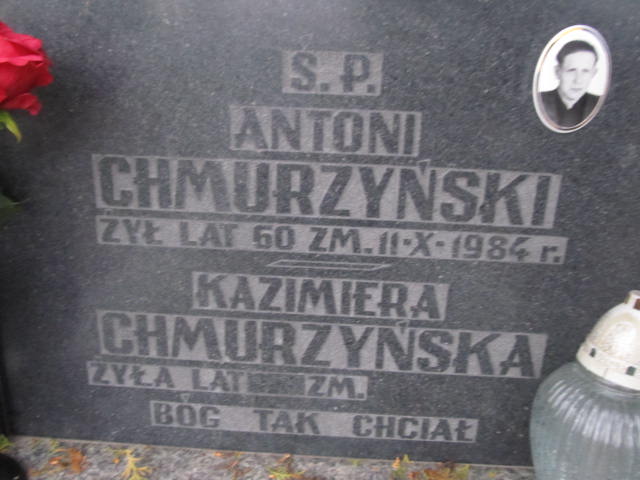 Ś. P.
ANTONI
CHMURZYŃSKI
ŻYŁ LAT 60 ZM. 11-X-1984 r.
KAZIMIERA
CHMURZYŃSKA
ŻYŁA LAT ZM.
BÓG TAK CHCIAŁ